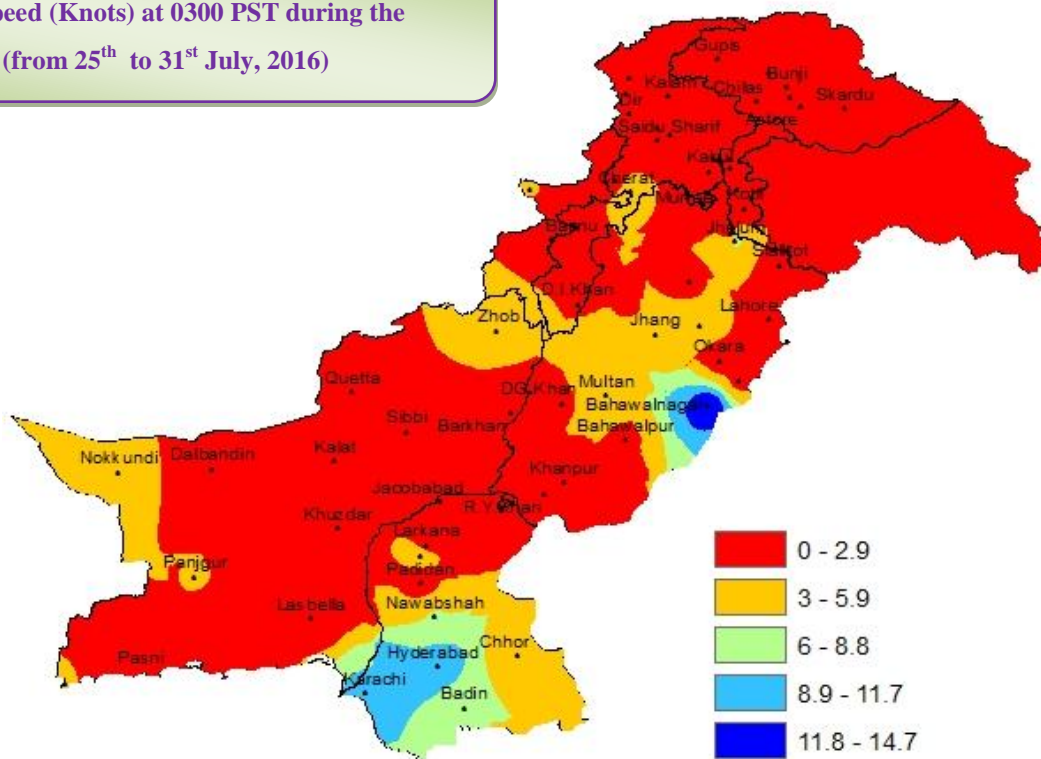 peed (Knots) at 0300 PST during the
(from 25th to 31st July, 2016)
Gupis
Bunji
Kalam
Chilas
Skardu
Dir
Astore
Saidu Sharif
Cherat
Kotli
Bannu
Jhelum
Sialkot
D.I.Khan
Lahore
Zhob
Jhang
Okara
Quetta
Multan
DG.Khan
Bahawalnagar
Sibbi
Barkhan
Bahawalpur
Kalat
Nokkundi
Dalbandin
Khanpur
Jacobabad
R.Y.Khan
Khuzdar
Larkana
Panjgur
Padidan
Lasbella
Nawabshah
Chhor
Pasni
Hyderabad
Karachi
Badin
0 - 2.9
3 - 5.9
6 - 8.8
8.9 - 11.7
11.8 - 14.7